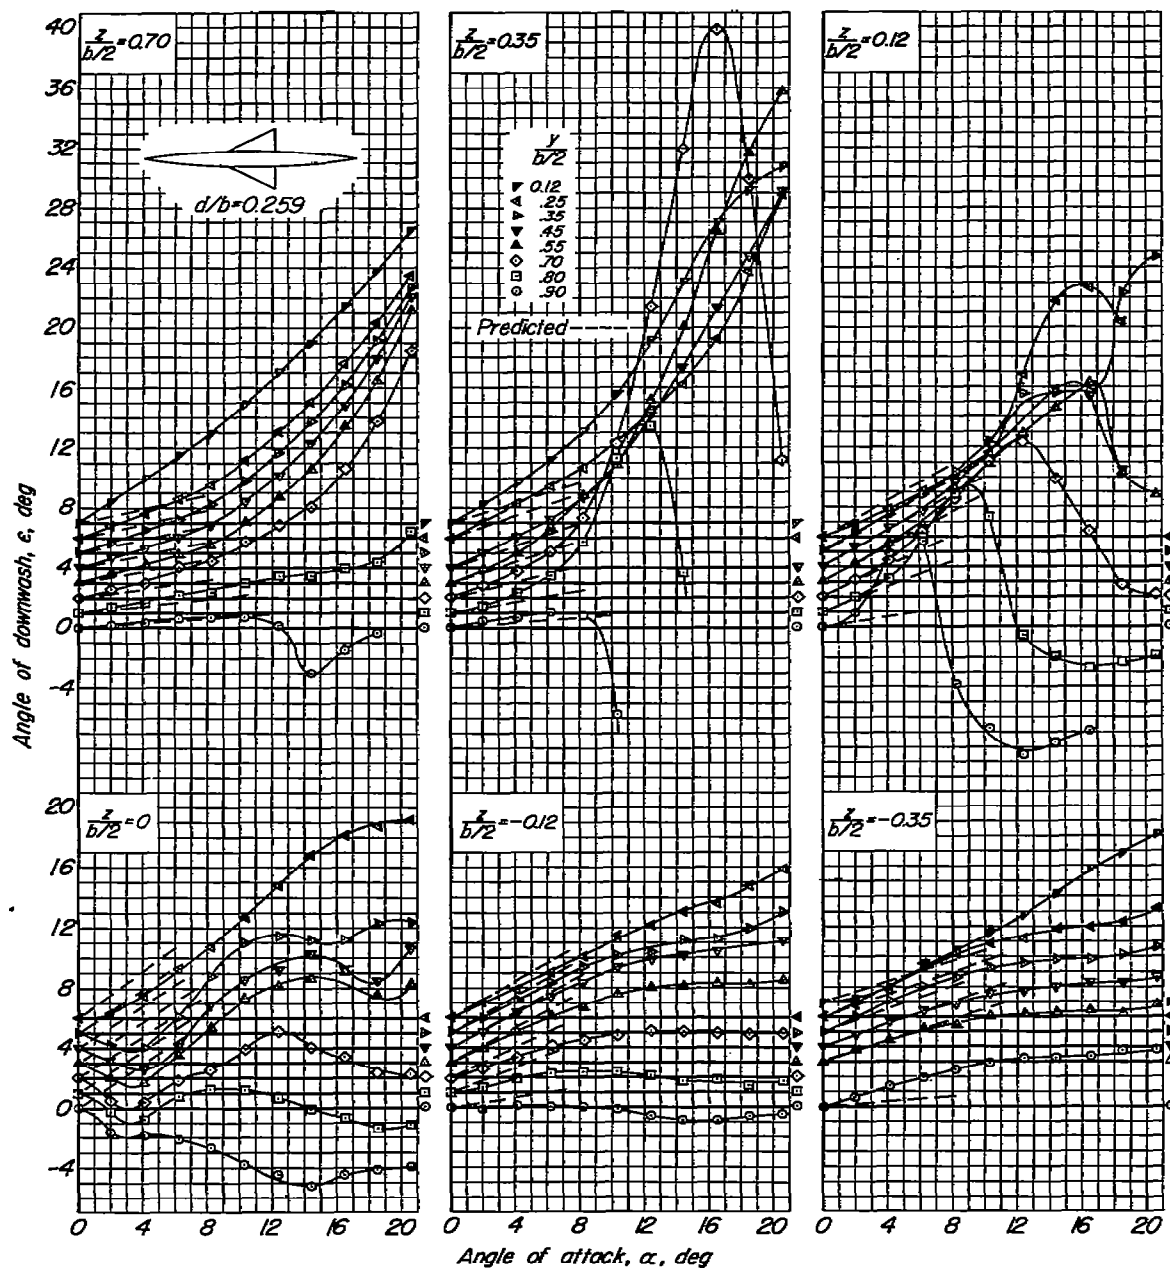 z/b/2 = 0.70
z/b/2 = 0.35
z/b/2 = 0.12
40
36
32
28
24
20
16
12
8
4
0
-4
d/b=0.259
y/b/2
0.12
.25
.35
.45
.55
.70
.80
.90
Predicted
Angle of downwash, ε, deg
z/b/2 = 0
z/b/2 = -0.12
z/b/2 = -0.35
20
16
12
8
4
0
-4
0 4 8 12 16 20
0 4 8 12 16 20
0 4 8 12 16 20
Angle of attack, α, deg